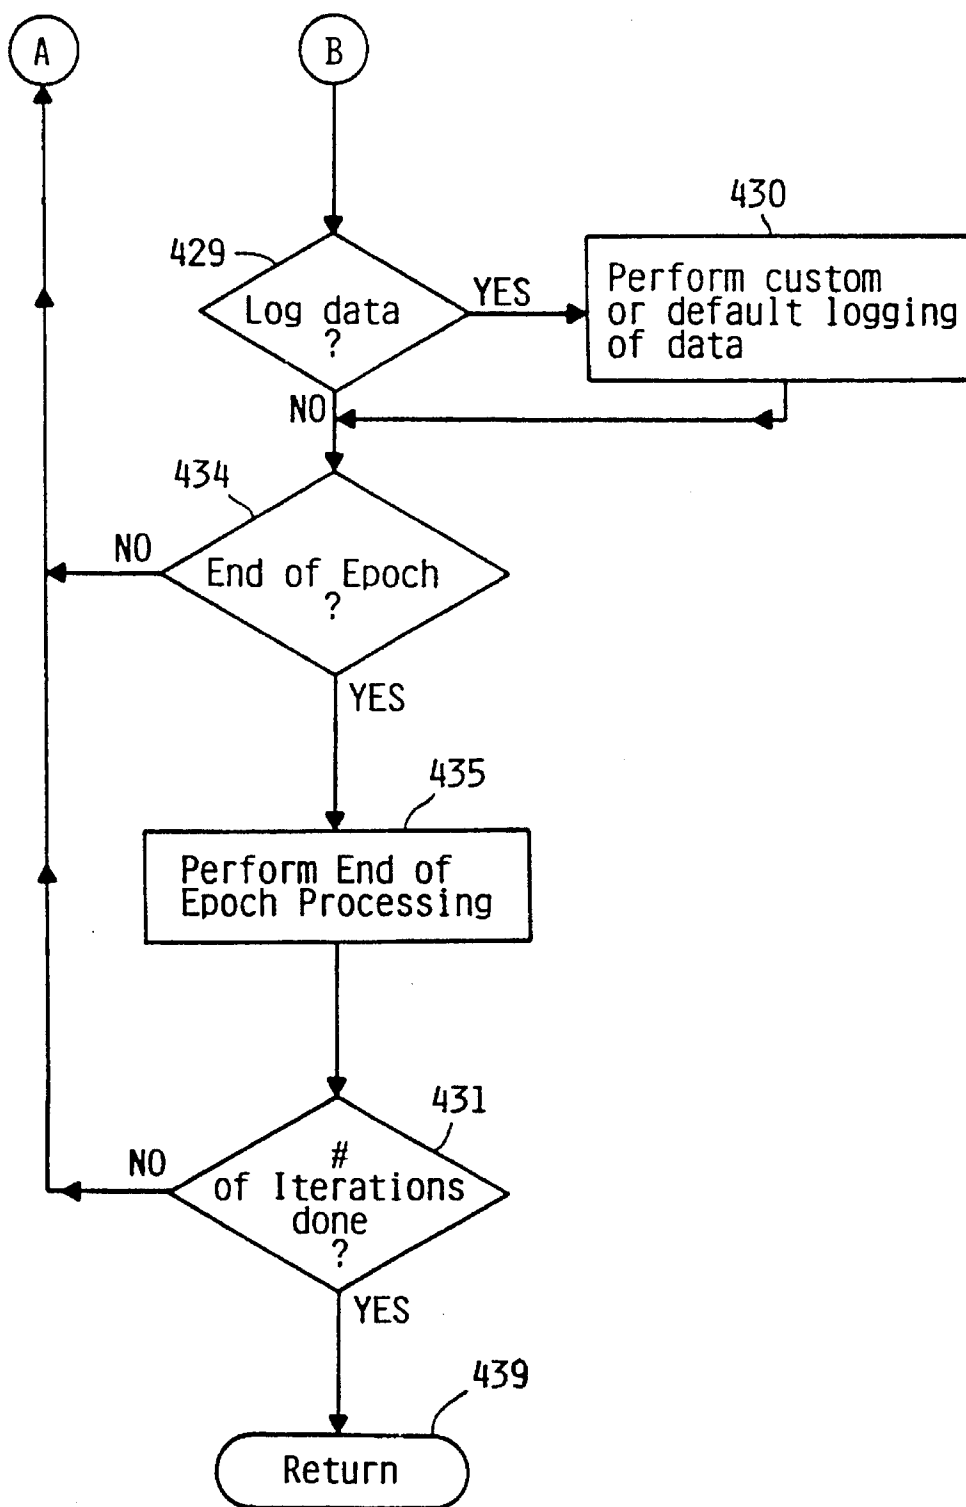 A
B
429
Log data
?
YES
430
Perform custom
or default logging
of data
NO
434
End of Epoch
?
NO
YES
435
Perform End of
Epoch Processing
431
#
of Iterations
done
?
NO
YES
439
Return